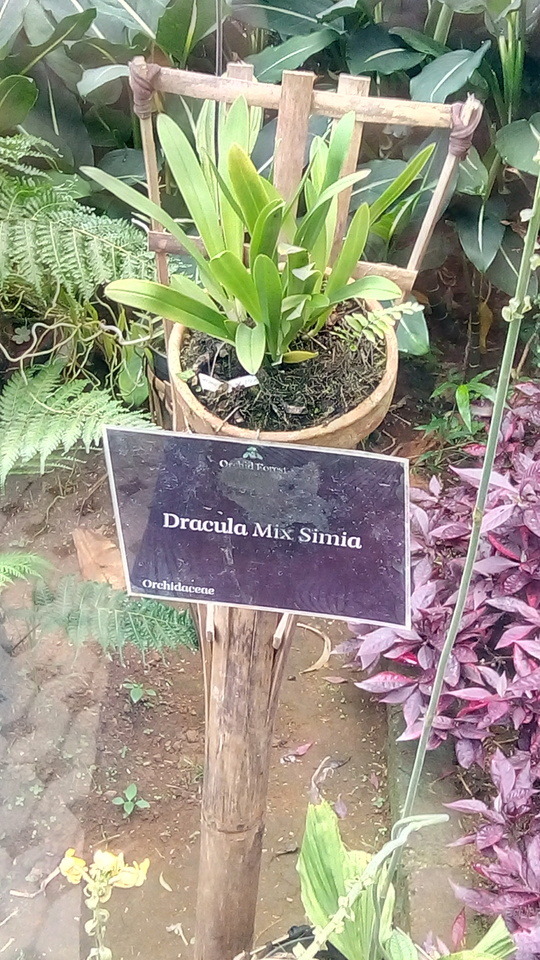 Orchid Forest
Dracula Mix Simia
Orchidaceae